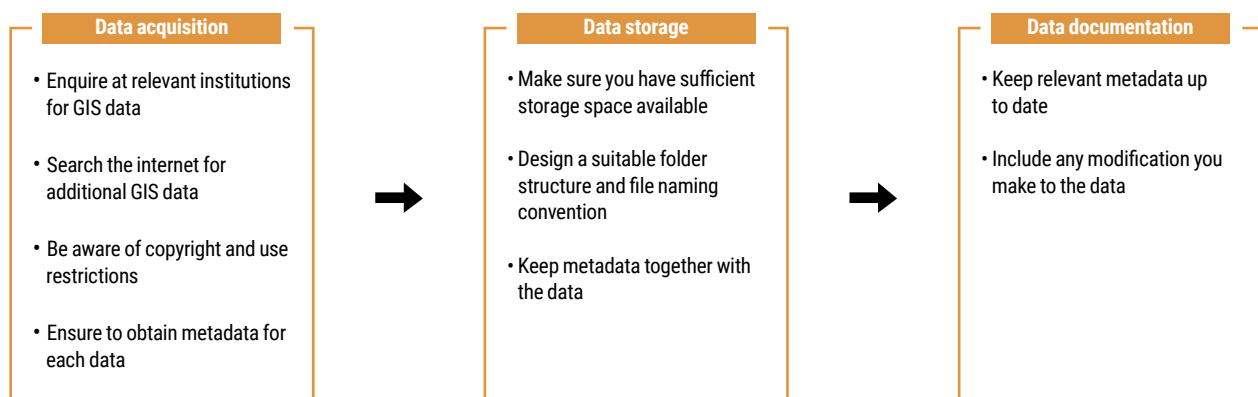 Data acquisition
• Enquire at relevant institutions
for GIS data
• Search the internet for
additional GIS data
• Be aware of copyright and use
restrictions
• Ensure to obtain metadata for
each data
Data storage
• Make sure you have sufficient
storage space available
• Design a suitable folder
structure and file naming
convention
• Keep metadata together with
the data
Data documentation
• Keep relevant metadata up
to date
• Include any modification you
make to the data